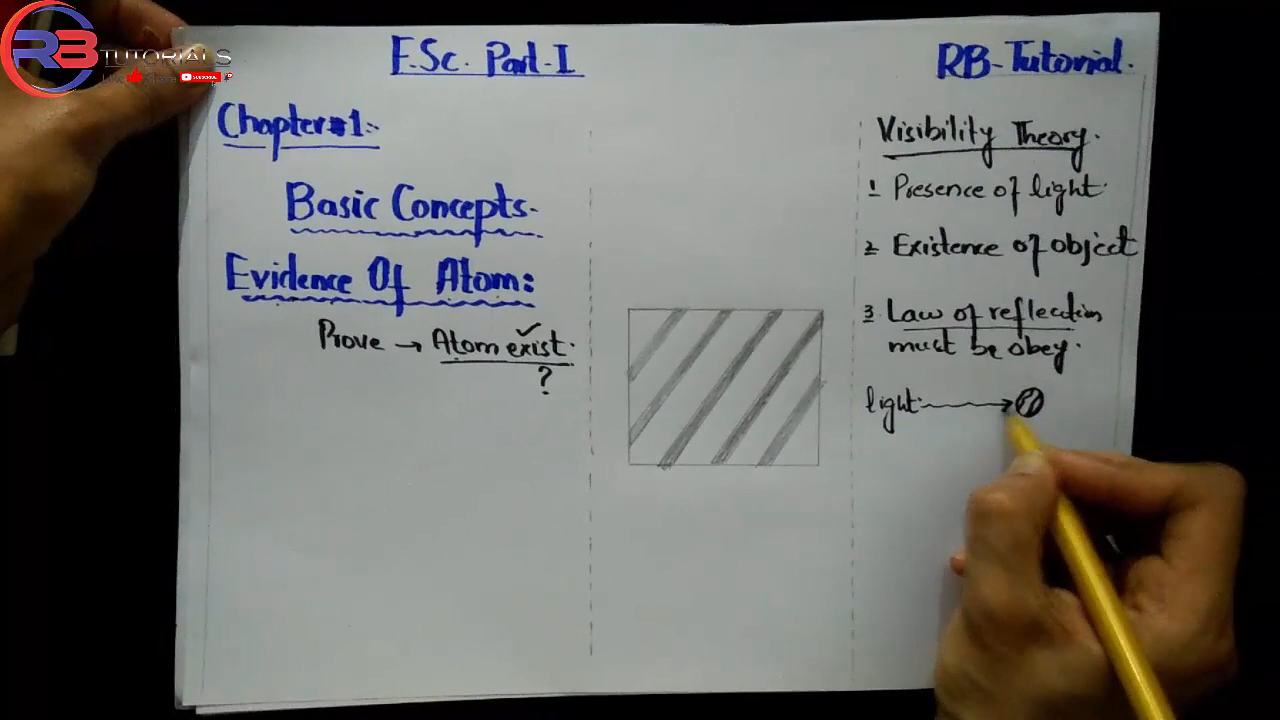 RB TUTORIALS
F.Sc. Part-I
RB-Tutorial.
Chapter#1:-
Basic Concepts.
Evidence Of Atom:
Prove → Atom exist.
?
Visibility Theory.
1 Presence of light.
2 Existence of object
3 Law of reflection
must be obey.
light